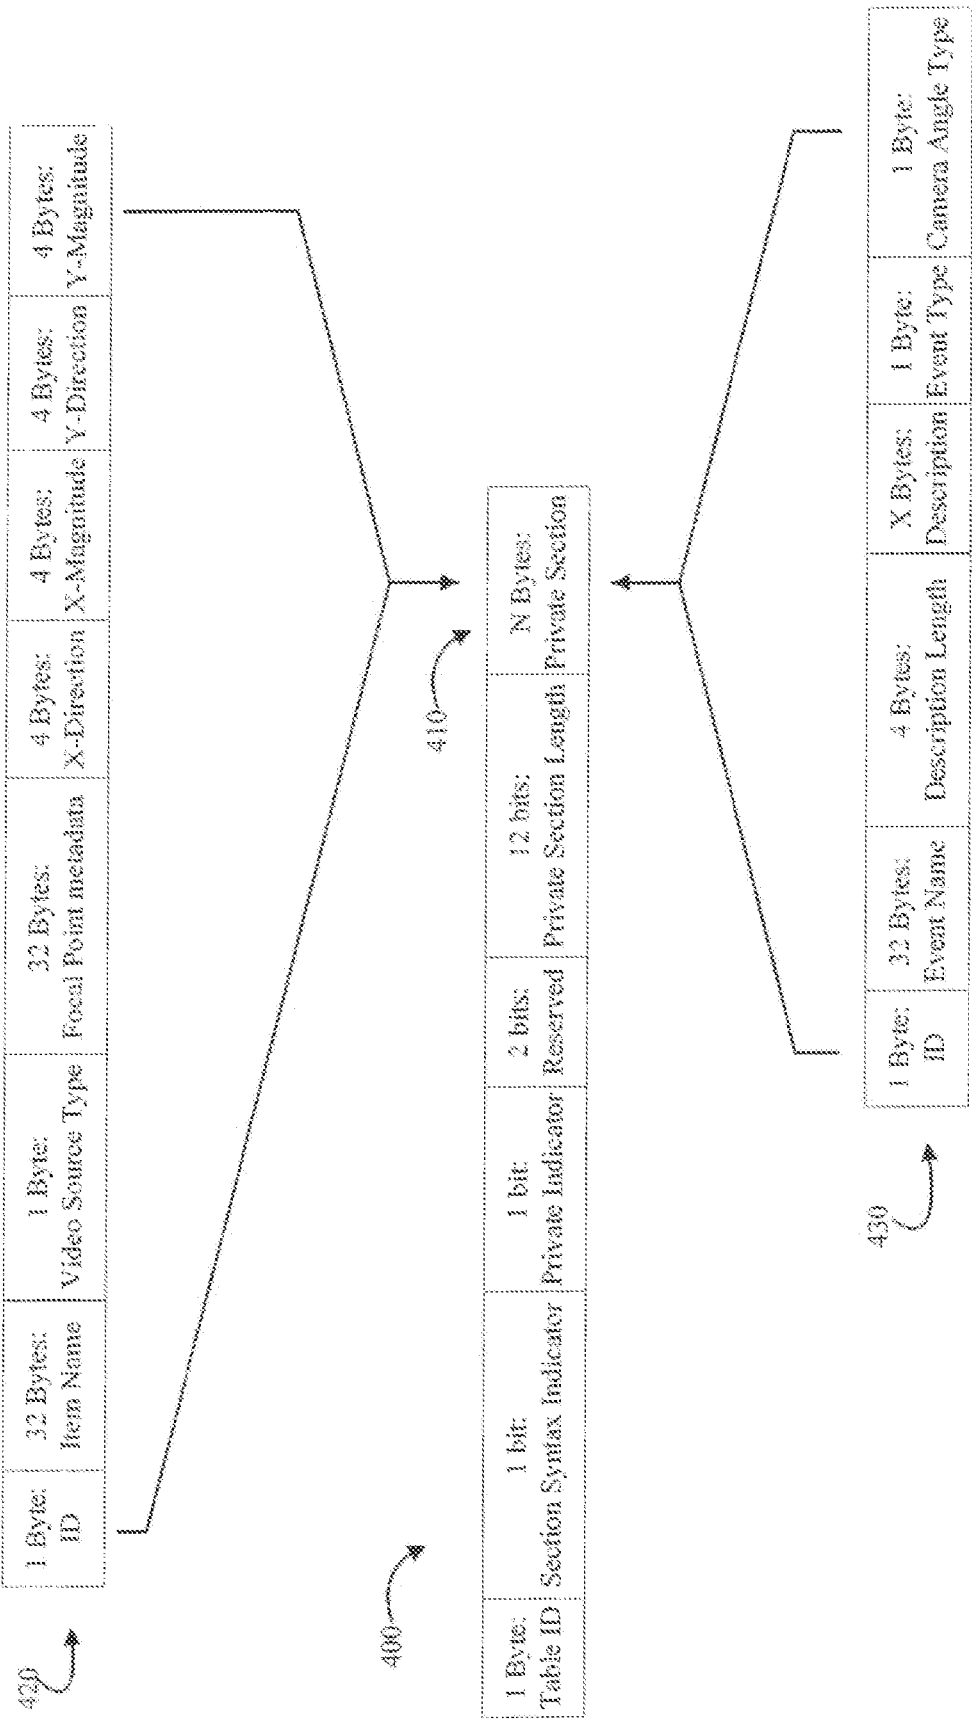 420
1 Byte:
ID
32 Bytes:
Item Name
1 Byte:
Video Source Type
32 Bytes:
Focal Point metadata
4 Bytes:
X-Direction
4 Bytes:
X-Magnitude
4 Bytes:
Y-Direction
4 Bytes:
Y-Magnitude
400
410
1 Byte:
Table ID
1 bit:
Section Syntax Indicator
1 bit:
Private Indicator
2 bits:
Reserved
12 bits:
Private Section Length
N Bytes:
Private Section
430
1 Byte:
ID
32 Bytes:
Event Name
4 Bytes:
Description Length
X Bytes:
Description
1 Byte:
Event Type
1 Byte:
Camera Angle Type